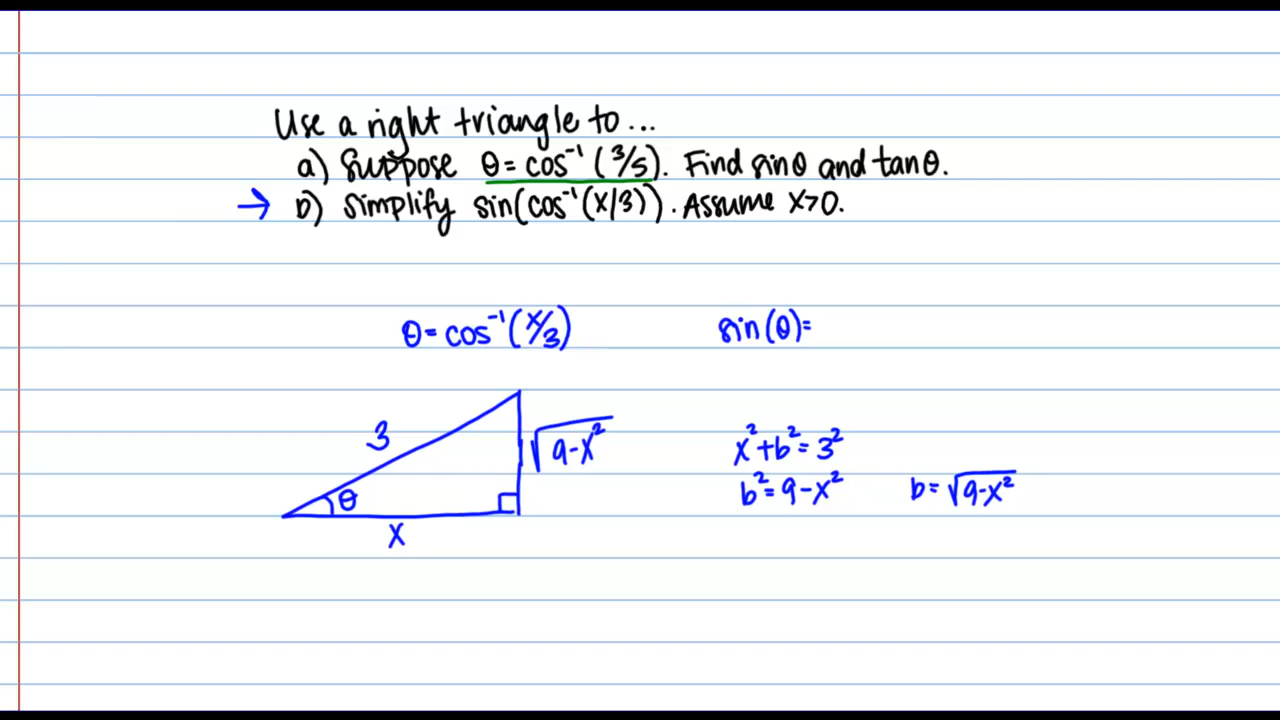 Use a right triangle to...
a) Suppose θ = cos⁻¹ (3/5). Find sinθ and tanθ.
→ b) Simplify sin(cos⁻¹(x/3)). Assume x>0.
θ = cos⁻¹(x/3) sin(θ) =
3
√9-x²
x² + b² = 3²
θ
b² = 9-x² b = √9-x²
x